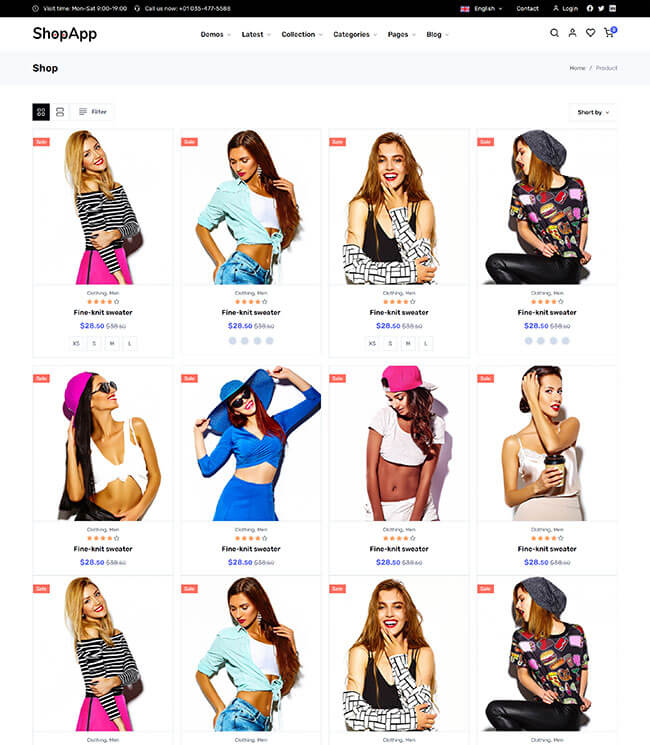 Visit time: Mon-Sat 9:00-19:00 Call us now: +01 035-477-5588 English Contact Login
ShopApp Demos Latest Collection Categories Pages Blog 0
Shop Home / Product
Filter Short by
Sale Sale Sale Sale
Clothing, Men Clothing, Men Clothing, Men Clothing, Men
Fine-knit sweater Fine-knit sweater Fine-knit sweater Fine-knit sweater
$28.50 $38.50 $28.50 $38.50 $28.50 $38.50 $28.50 $38.50
XS S M L XS S M L
Sale Sale Sale Sale
Clothing, Men Clothing, Men Clothing, Men Clothing, Men
Fine-knit sweater Fine-knit sweater Fine-knit sweater Fine-knit sweater
$28.50 $38.50 $28.50 $38.50 $28.50 $38.50 $28.50 $38.50
Sale Sale Sale Sale
Clothing, Men Clothing, Men Clothing, Men Clothing, Men